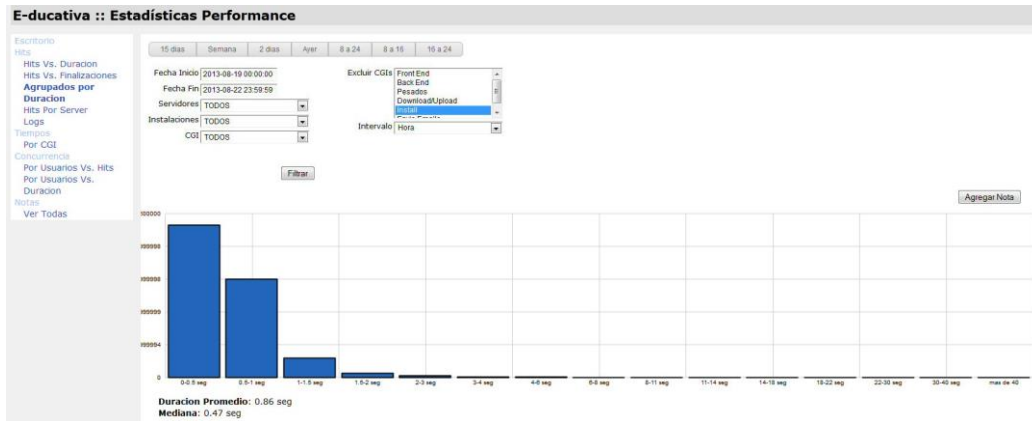 E-ducativa :: Estadísticas Performance
Escritorio
Hits
Hits Vs. Duracion
Hits Vs. Finalizaciones
Agrupados por
Duracion
Hits Por Server
Logs
Tiempos
Por CGI
Concurrencia
Por Usuarios Vs. Hits
Por Usuarios Vs.
Duracion
Notas
Ver Todas
15 dias Semana 2 dias Ayer 8 a 24 8 a 16 16 a 24
Fecha Inicio 2013-08-19 00:00:00
Fecha Fin 2013-08-22 23:59:59
Servidores TODOS
Instalaciones TODOS
CGI TODOS
Excluir CGIs Front End
Back End
Pesados
Download/Upload
Install
Intervalo Hora
Filtrar
Agregar Nota
0
0-0.5 seg 0.5-1 seg 1-1.5 seg 1.5-2 seg 2-3 seg 3-4 seg 4-6 seg 6-8 seg 8-11 seg 11-14 seg 14-18 seg 18-22 seg 22-30 seg 30-40 seg mas de 40
Duracion Promedio: 0.86 seg
Mediana: 0.47 seg